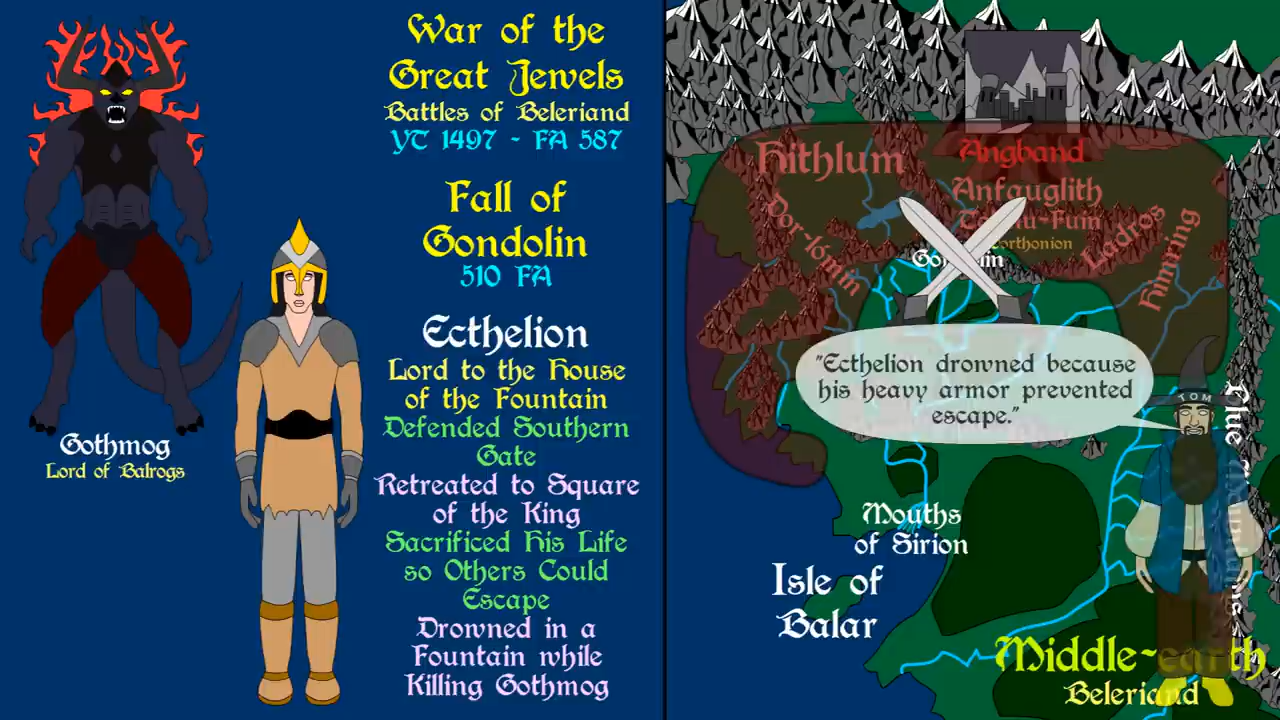 War of the
Great Jewels
Battles of Beleriand
YT 1497 - FA 587
Fall of
Gondolin
510 FA
Ecthelion
Lord to the House
of the Fountain
Defended Southern
Gate
Retreated to Square
of the King
Sacrificed His Life
so Others Could
Escape
Drowned in a
Fountain while
Killing Gothmog
Gothmog
Lord of Balrogs
Hithlum
Angband
Anfauglith
Dor-lómin
Ladros
Himring
"Ecthelion drowned because
his heavy armor prevented
escape."
TOM
Mouths
of Sirion
Isle of
Balar
Middle-earth
Beleriand